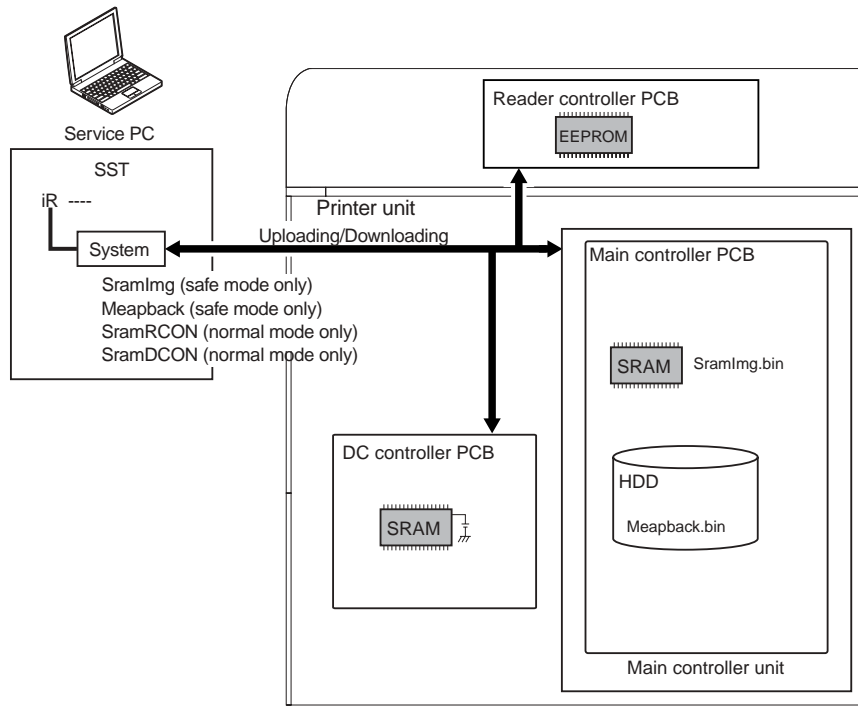 Service PC
SST
iR ----
System
SramImg (safe mode only)
Meapback (safe mode only)
SramRCON (normal mode only)
SramDCON (normal mode only)
Uploading/Downloading
Reader controller PCB
EEPROM
Printer unit
Main controller PCB
SRAM
SramImg.bin
HDD
Meapback.bin
Main controller unit
DC controller PCB
SRAM